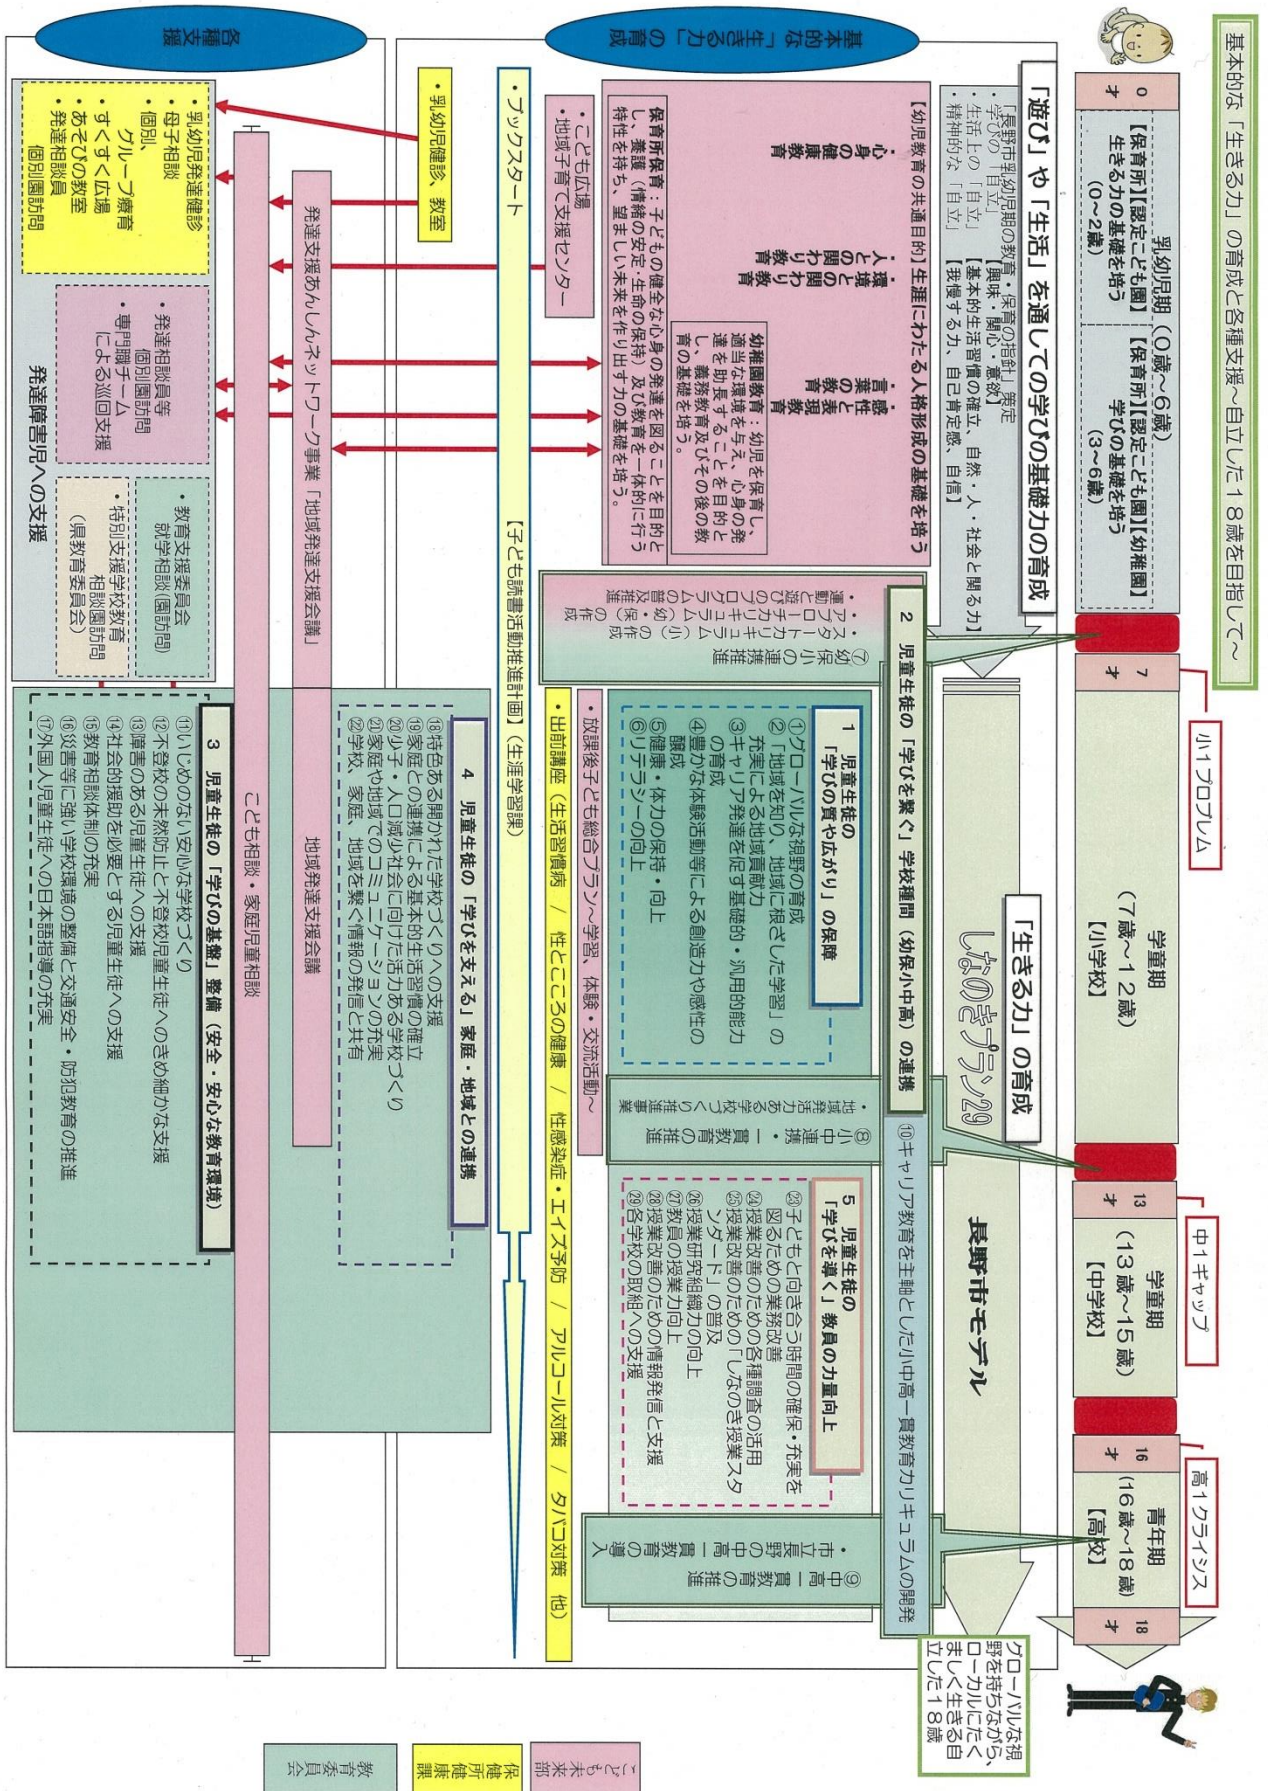 基本的な「生きる力」の育成と各種支援～自立した18歳を目指して～
小1プロブレム
中1ギャップ
高1クライシス
0才
乳幼児期(0歳～6歳)
【保育所】【認定こども園】
生きる力の基礎を培う
(0～2歳)
【保育所】【認定こども園】【幼稚園】
学びの基礎を培う
(3～6歳)
7才
学童期
(7歳～12歳)
【小学校】
13才
学童期
(13歳～15歳)
【中学校】
16才
青年期
(16歳～18歳)
【高校】
18才
基本的な「生きる力」の育成
「遊び」や「生活」を通しての学びの基礎力の育成
「長野市乳幼児期の教育・保育の指針」策定
・学びの「自立」 【興味・関心・意欲】
・生活上の「自立」 【基本的生活習慣の確立、自然・人・社会と関る力】
・精神的な「自立」 【我慢する力、自己肯定感、自信】
「生きる力」の育成
しなのきプラン29
長野市モデル
グローバルな視
野を持ちながら、
ローカルにたく
ましく生きる自
立した18歳
【幼児教育の共通目的】生涯にわたる人格形成の基礎を培う
・心身の健康
教育
・人との関わり
教育
・環境との関わり
教育
・言葉の教育
・感性と表現
教育
幼稚園教育:幼児を保育し、
適当な環境を与え、心身の発
達を助長することを目的と
し、義務教育及びその後の教
育の基礎を培う。
保育所保育:子どもの健全な心身の発達を図ることを目的と
し、養護(情緒の安定・生命の保持)及び教育を一体的に行う
特性を持ち、望ましい未来を作り出す力の基礎を培う。
2 児童生徒の「学びを繋ぐ」学校種間(幼保小中高)の連携
⑩キャリア教育を主軸とした小中高一貫教育カリキュラムの開発
⑦幼保小の連携推進
・スタートカリキュラム(小)の作成
・アプローチカリキュラム(幼・保)の作成
・運動と遊びのプログラムの普及推進
1 児童生徒の
「学びの質や広がり」の保障
①グローバルな視野の育成
②「地域を知り、地域に根ざした学習」の
充実による地域貢献力
③キャリア発達を促す基礎的・汎用的能力
の育成
④豊かな体験活動等による創造力や感性の
醸成
⑤健康・体力の保持・向上
⑥リテラシーの向上
⑧小中連携・一貫教育の推進
・地域発活力ある学校づくり推進事業
5 児童生徒の
「学びを導く」教員の力量向上
㉓子どもと向き合う時間の確保・充実を
図るための業務改善
㉔授業改善のための各種調査の活用
㉕授業改善のための「しなのき授業スタ
ンダード」の普及
㉖授業研究組織力の向上
㉗教員の授業力向上
㉘授業改善のための情報発信と支援
㉙各学校の取組への支援
⑨中高一貫教育の推進
・市立長野の中高一貫教育の導入
・こども広場
・地域子育て支援センター
・放課後子ども総合プラン～学習、体験・交流活動～
・出前講座(生活習慣病 / 性とこころの健康 / 性感染症・エイズ予防 / アルコール対策 / タバコ対策 他)
・ブックスタート
【子ども読書活動推進計画】(生涯学習課)
・乳幼児健診、教室
各種支援
4 児童生徒の「学びを支える」家庭・地域との連携
⑱特色ある開かれた学校づくりへの支援
⑲家庭との連携による基本的生活習慣の確立
⑳少子・人口減少社会に向けた活力ある学校づくり
㉑家庭や地域でのコミュニケーションの充実
㉒学校、家庭、地域を繋ぐ情報の発信と共有
発達支援あんしんネットワーク事業「地域発達支援会議」
地域発達支援会議
こども相談・家庭児童相談
・乳幼児発達健診
・母子相談
・個別、
グループ療育
・すくすく広場
・あそびの教室
・発達相談員
個別園訪問
・発達相談員等
個別園訪問
・専門職チーム
による巡回支援
・教育支援委員会
就学相談(園訪問)
・特別支援学校教育
相談園訪問
(県教育委員会)
発達障害児への支援
3 児童生徒の「学びの基盤」整備(安全・安心な教育環境)
⑪いじめのない安心な学校づくり
⑫不登校の未然防止と不登校児童生徒へのきめ細かな支援
⑬障害のある児童生徒への支援
⑭社会的援助を必要とする児童生徒への支援
⑮教育相談体制の充実
⑯災害等に強い学校環境の整備と交通安全・防犯教育の推進
⑰外国人児童生徒への日本語指導の充実
こども未来部
保健所健康課
教育委員会